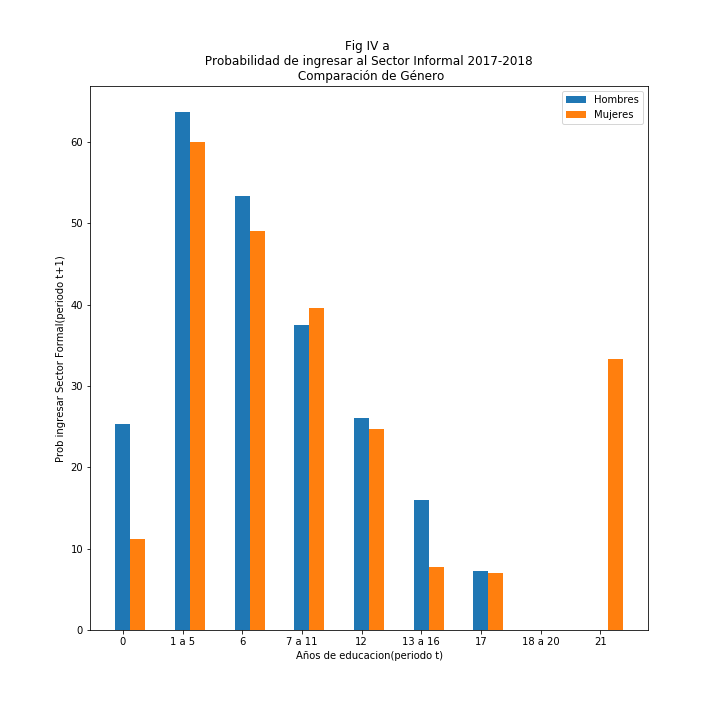 Fig IV a
Probabilidad de ingresar al Sector Informal 2017-2018
Comparación de Género
Hombres
Mujeres
Prob ingresar Sector Formal(periodo t+1)
60
50
40
30
20
10
0
0 1 a 5 6 7 a 11 12 13 a 16 17 18 a 20 21
Años de educacion(periodo t)